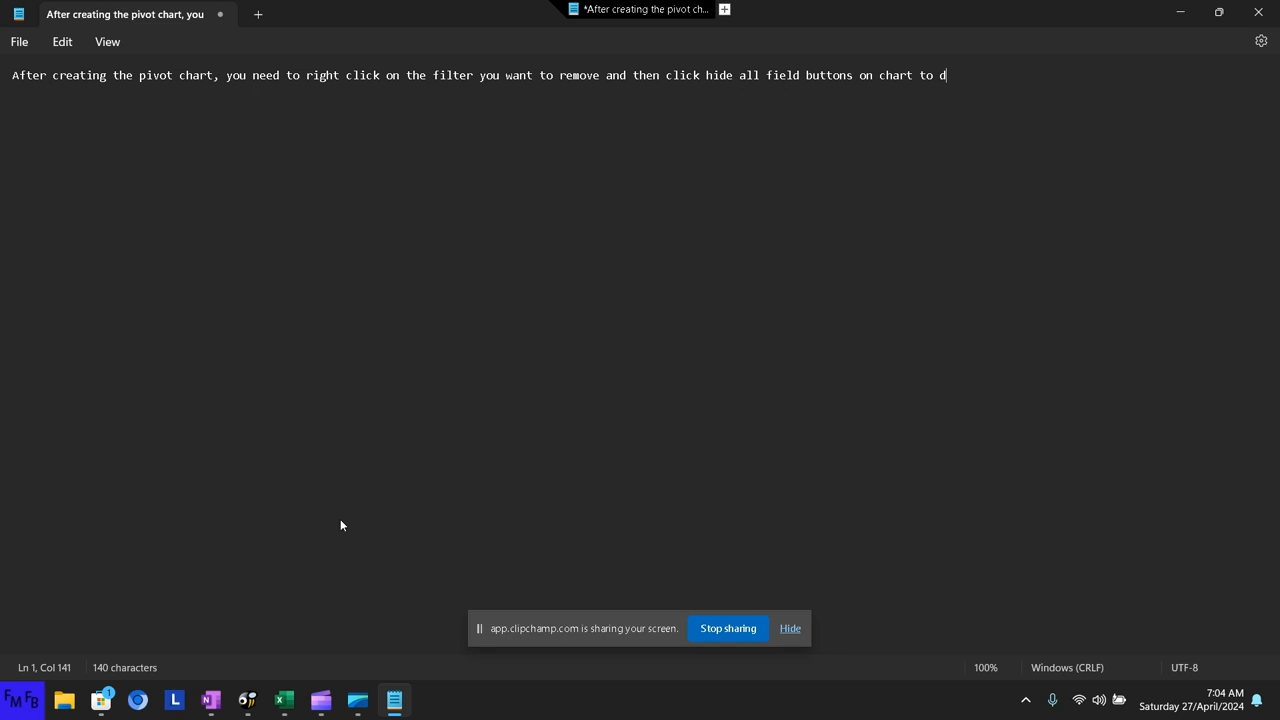 After creating the pivot chart, you
*After creating the pivot ch...
File Edit View
After creating the pivot chart, you need to right click on the filter you want to remove and then click hide all field buttons on chart to d
app.clipchamp.com is sharing your screen. Stop sharing Hide
Ln 1, Col 141 140 characters 100% Windows (CRLF) UTF-8
FM FB
1
L
N
7:04 AM
Saturday 27/April/2024